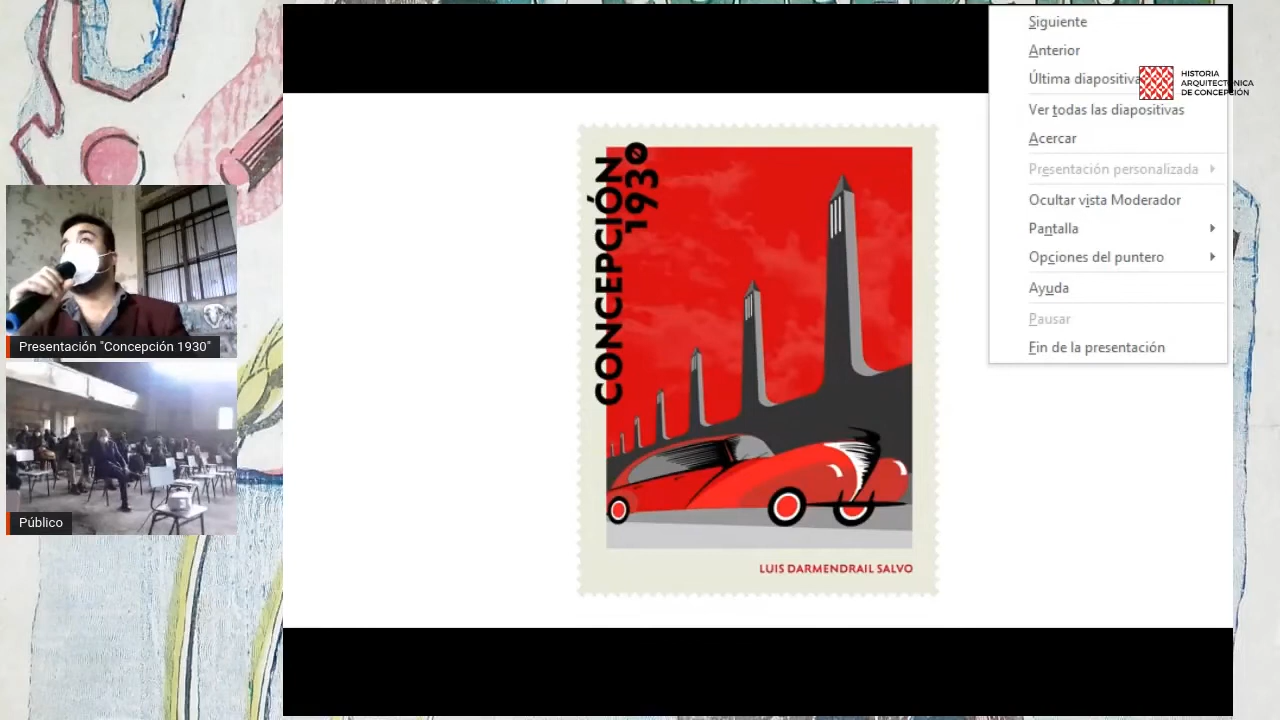 Siguiente
Anterior
Última diapositiva
HISTORIA
ARQUITECTÓNICA
DE CONCEPCIÓN
Ver todas las diapositivas
Acercar
Presentación personalizada
Ocultar vista Moderador
Pantalla
Opciones del puntero
Ayuda
Pausar
Fin de la presentación
CONCEPCIÓN
1930
LUIS DARMENDRAIL SALVO
Presentación "Concepción 1930"
Público